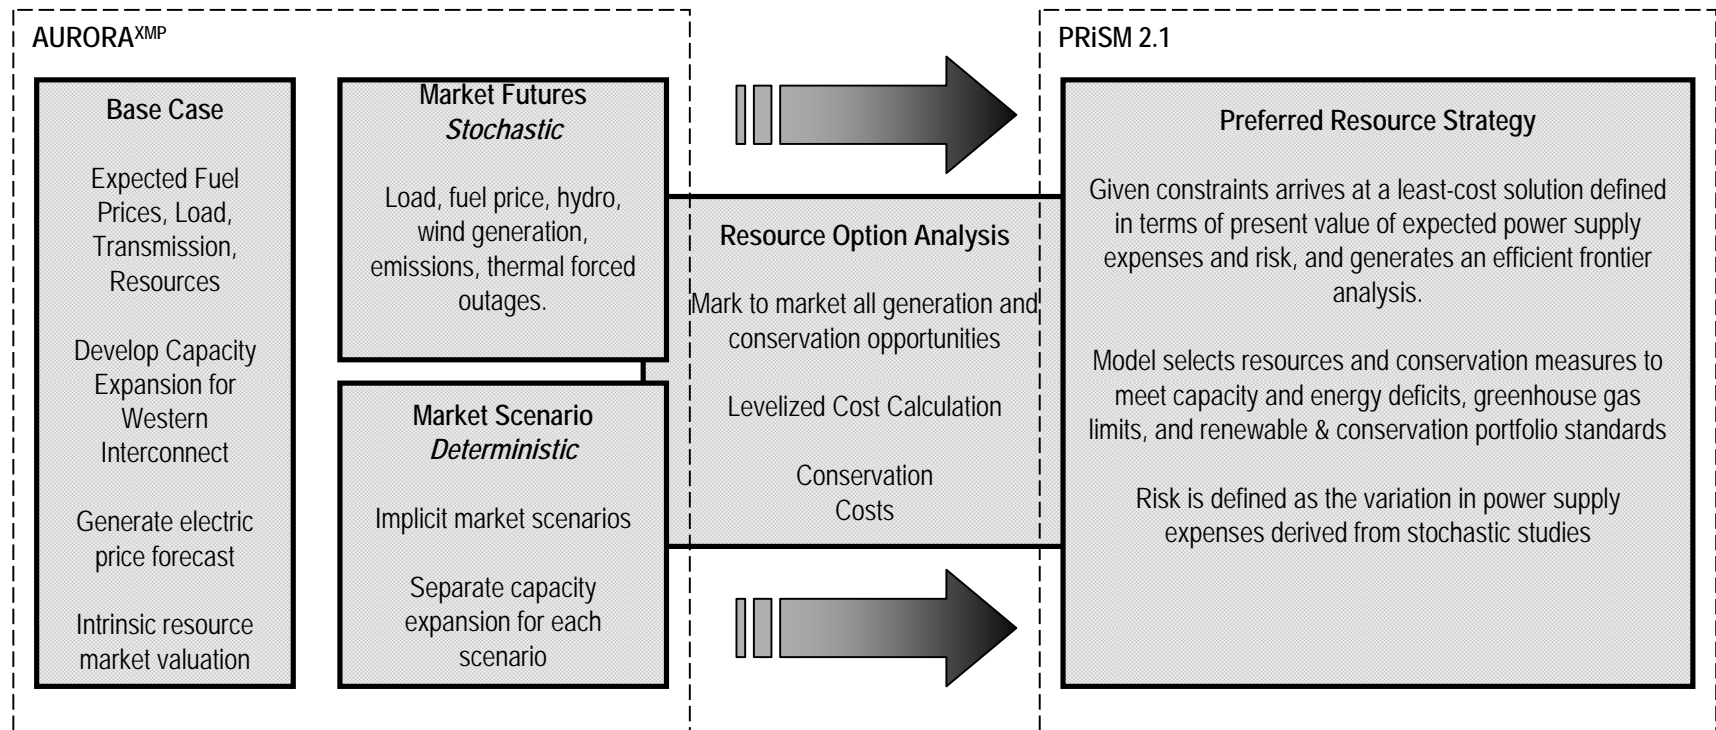 AURORAXMP
Base Case
Expected Fuel
Prices, Load,
Transmission,
Resources
Develop Capacity
Expansion for
Western
Interconnect
Generate electric
price forecast
Intrinsic resource
market valuation
Market Futures
Stochastic
Load, fuel price, hydro,
wind generation,
emissions, thermal forced
outages.
Market Scenario
Deterministic
Implicit market scenarios
Separate capacity
expansion for each
scenario
Resource Option Analysis
Mark to market all generation and
conservation opportunities
Levelized Cost Calculation
Conservation
Costs
PRiSM 2.1
Preferred Resource Strategy
Given constraints arrives at a least-cost solution defined
in terms of present value of expected power supply
expenses and risk, and generates an efficient frontier
analysis.
Model selects resources and conservation measures to
meet capacity and energy deficits, greenhouse gas
limits, and renewable & conservation portfolio standards
Risk is defined as the variation in power supply
expenses derived from stochastic studies